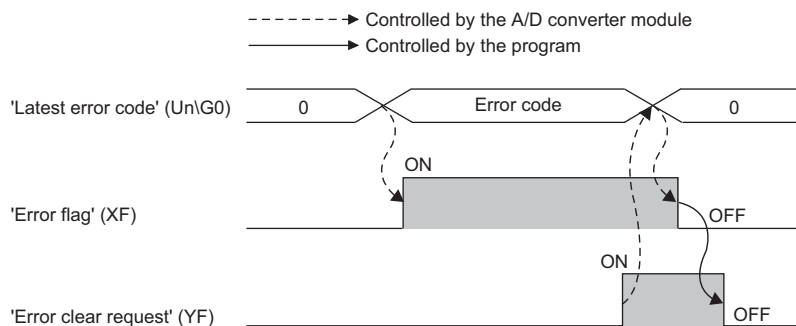 Controlled by the A/D converter module
Controlled by the program
'Latest error code' (Un\G0)
0
Error code
0
ON
'Error flag' (XF)
OFF
ON
'Error clear request' (YF)
OFF